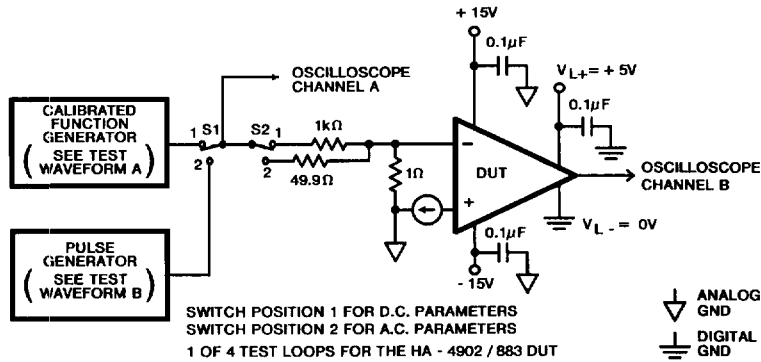 + 15V
0.1µF
OSCILLOSCOPE
CHANNEL A
VL+ = + 5V
0.1µF
CALIBRATED
FUNCTION
GENERATOR
( SEE TEST
WAVEFORM A )
1 S1
2
S2 1
2
1kΩ
49.9Ω
1Ω
−
DUT
+
OSCILLOSCOPE
CHANNEL B
VL - = 0V
0.1µF
- 15V
PULSE
GENERATOR
( SEE TEST
WAVEFORM B )
SWITCH POSITION 1 FOR D.C. PARAMETERS
SWITCH POSITION 2 FOR A.C. PARAMETERS
1 OF 4 TEST LOOPS FOR THE HA - 4902 / 883 DUT
ANALOG
GND
DIGITAL
GND